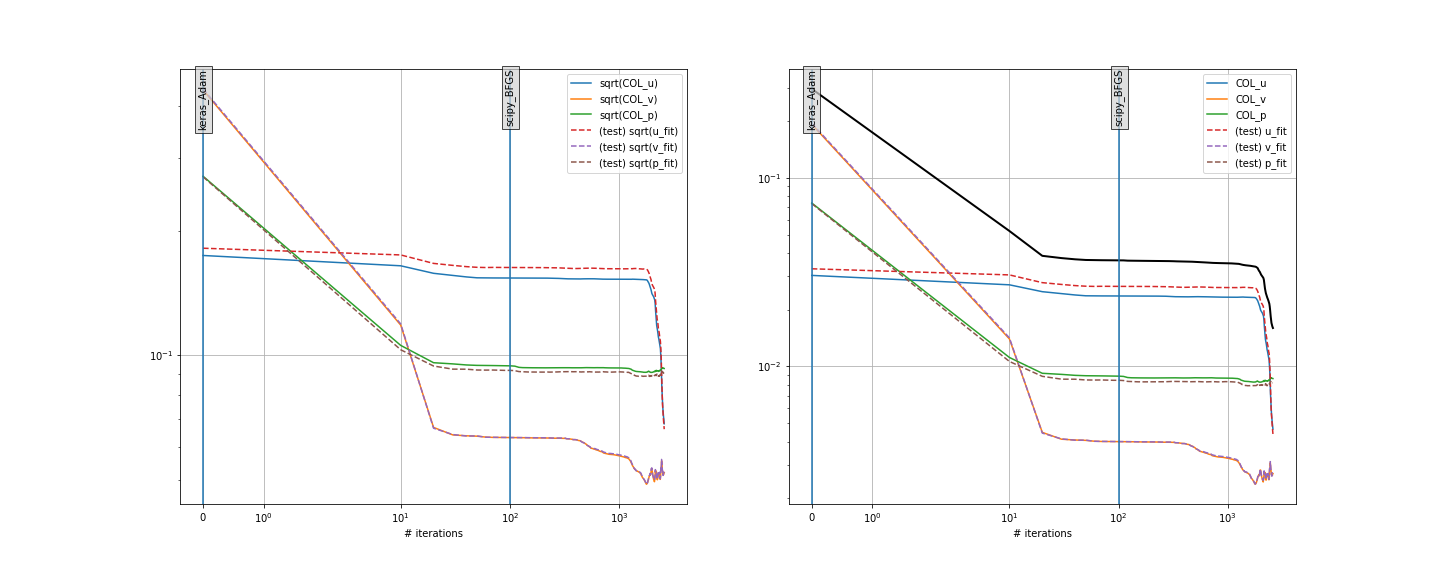 keras_Adam
scipy_BFGS
sqrt(COL_u)
sqrt(COL_v)
sqrt(COL_p)
(test) sqrt(u_fit)
(test) sqrt(v_fit)
(test) sqrt(p_fit)
10⁻¹
0
10⁰
10¹
10²
10³
# iterations
keras_Adam
scipy_BFGS
COL_u
COL_v
COL_p
(test) u_fit
(test) v_fit
(test) p_fit
10⁻¹
10⁻²
0
10⁰
10¹
10²
10³
# iterations